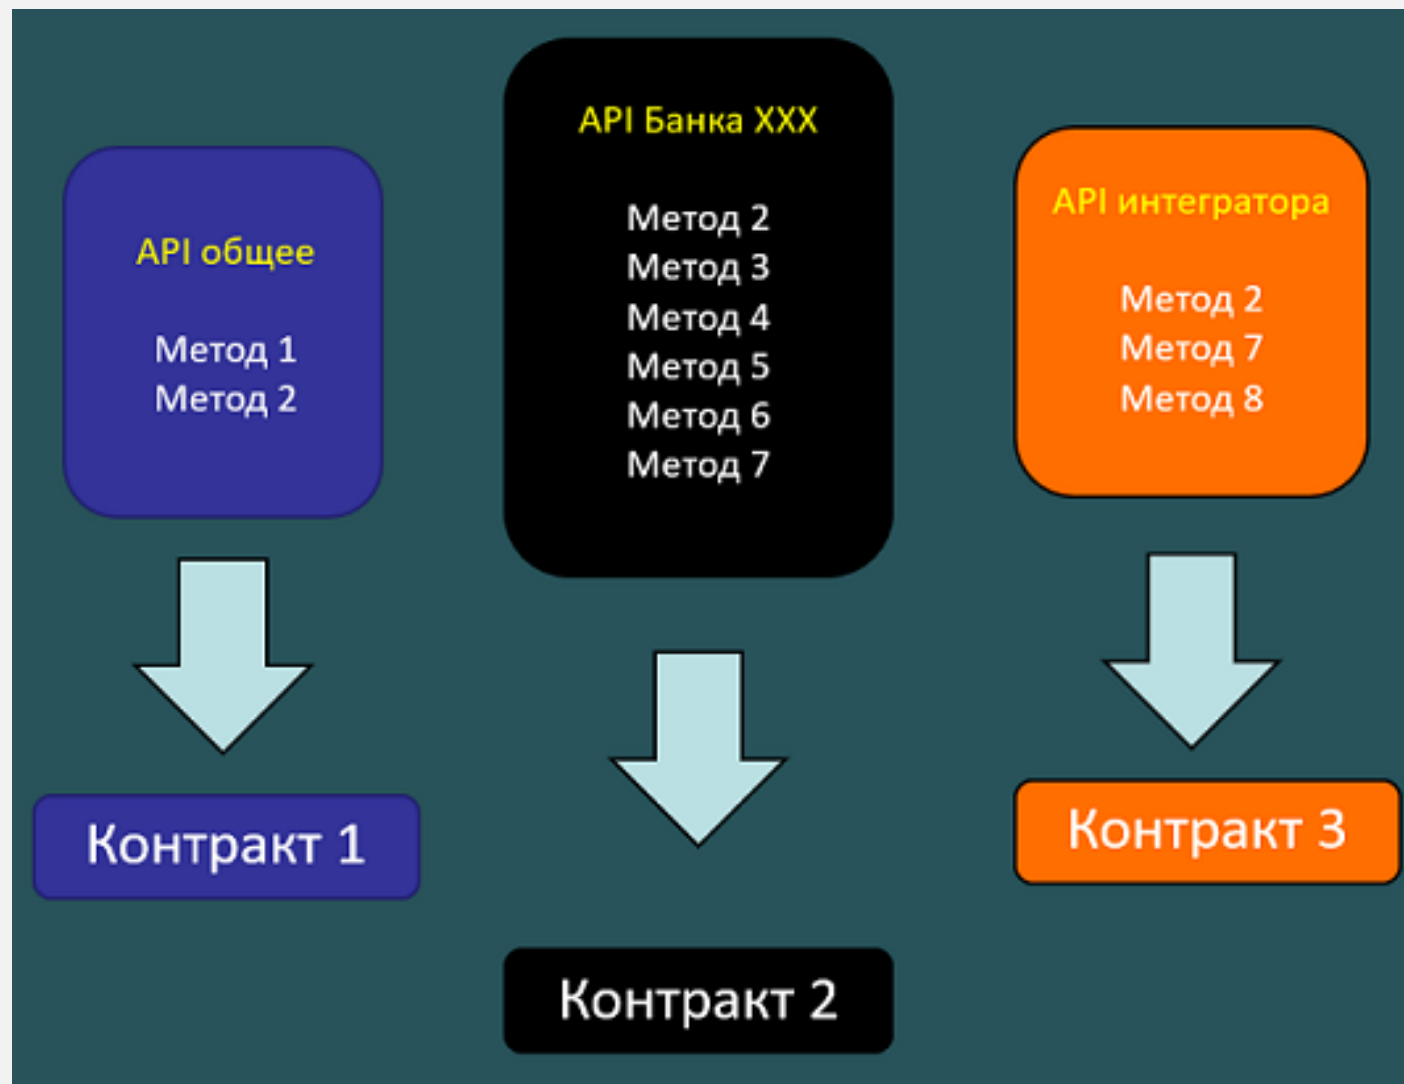 API общее
Метод 1
Метод 2
Контракт 1
API Банка XXX
Метод 2
Метод 3
Метод 4
Метод 5
Метод 6
Метод 7
Контракт 2
API интегратора
Метод 2
Метод 7
Метод 8
Контракт 3